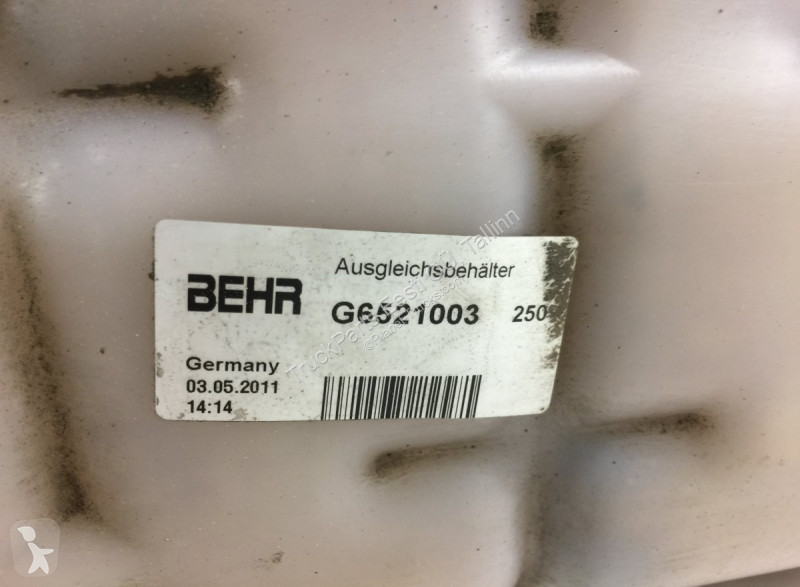 Ausgleichsbehälter
BEHR
G6521003 250
Germany
03.05.2011
14:14